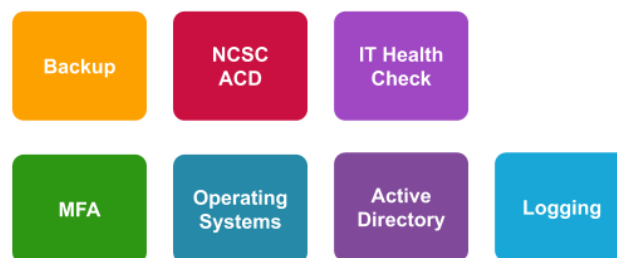 Backup
NCSC
ACD
IT Health
Check
MFA
Operating
Systems
Active
Directory
Logging